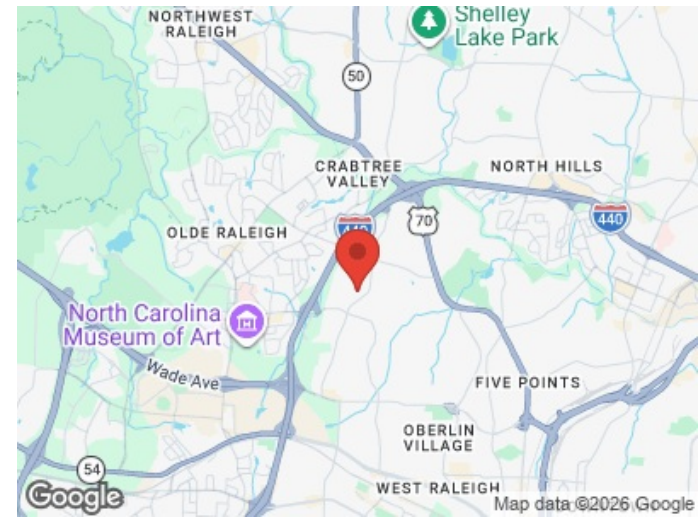 NORTHWEST
RALEIGH
Shelley
Lake Park
50
CRABTREE
VALLEY
NORTH HILLS
70
440
440
OLDE RALEIGH
North Carolina
Museum of Art
Wade Ave
FIVE POINTS
OBERLIN
VILLAGE
54
WEST RALEIGH
Google
Map data ©2026 Google